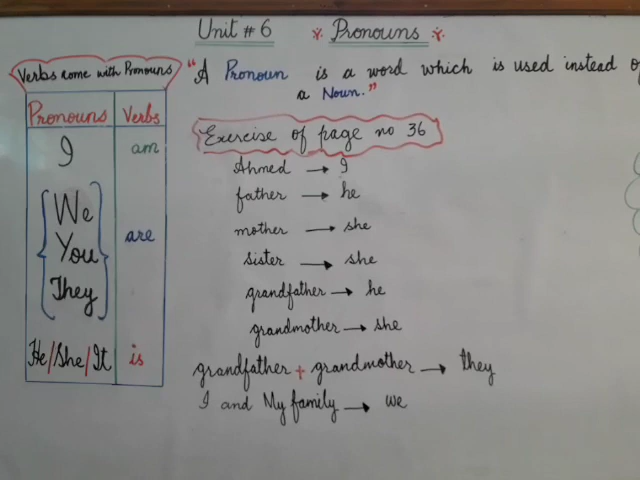 Unit # 6 * Pronouns *
Verbs come with Pronouns
"A Pronoun is a word which is used instead of
a Noun."
Pronouns Verbs
I am
We
You are
They
He/She/It is
Exercise of page no 36
Ahmed → I
father → he
mother → she
sister → she
grandfather → he
grandmother → she
grandfather + grandmother → they
I and My family → we